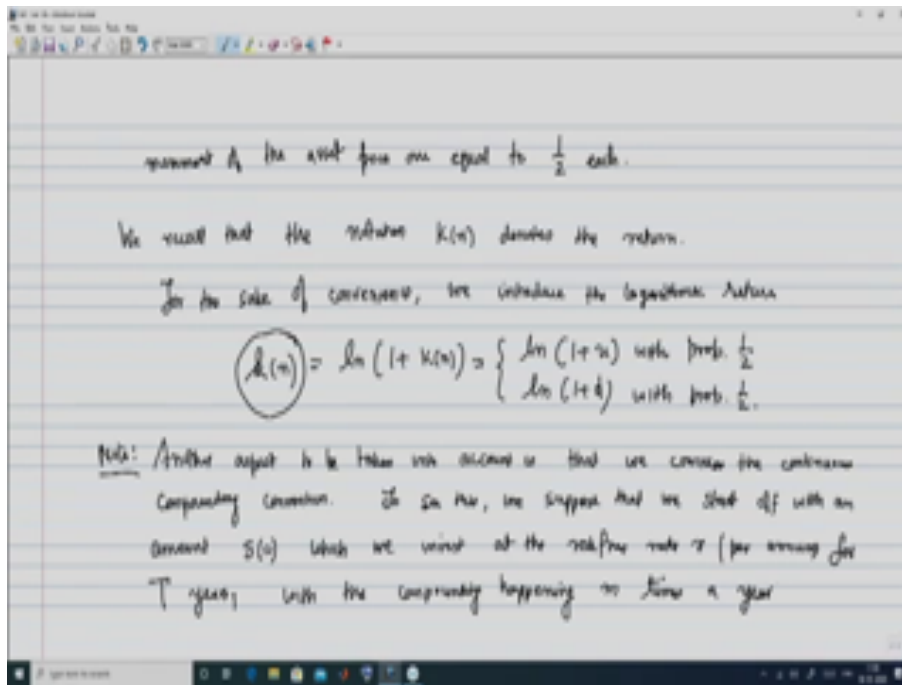 movement of the asset price are equal to 1/2 each.
We recall that the notation K(n) denotes the return.
For the sake of convenience, we introduce the logarithmic return
k(n) = ln (1 + K(n)) = { ln (1+u) with prob. 1/2
ln (1+d) with prob. 1/2.
Note: Another aspect to be taken into account is that we consider the continuous
compounding convention. To see this, we suppose that we start off with an
amount S(0) which we invest at the riskfree rate r (per annum) for
T years, with the compounding happening m times a year